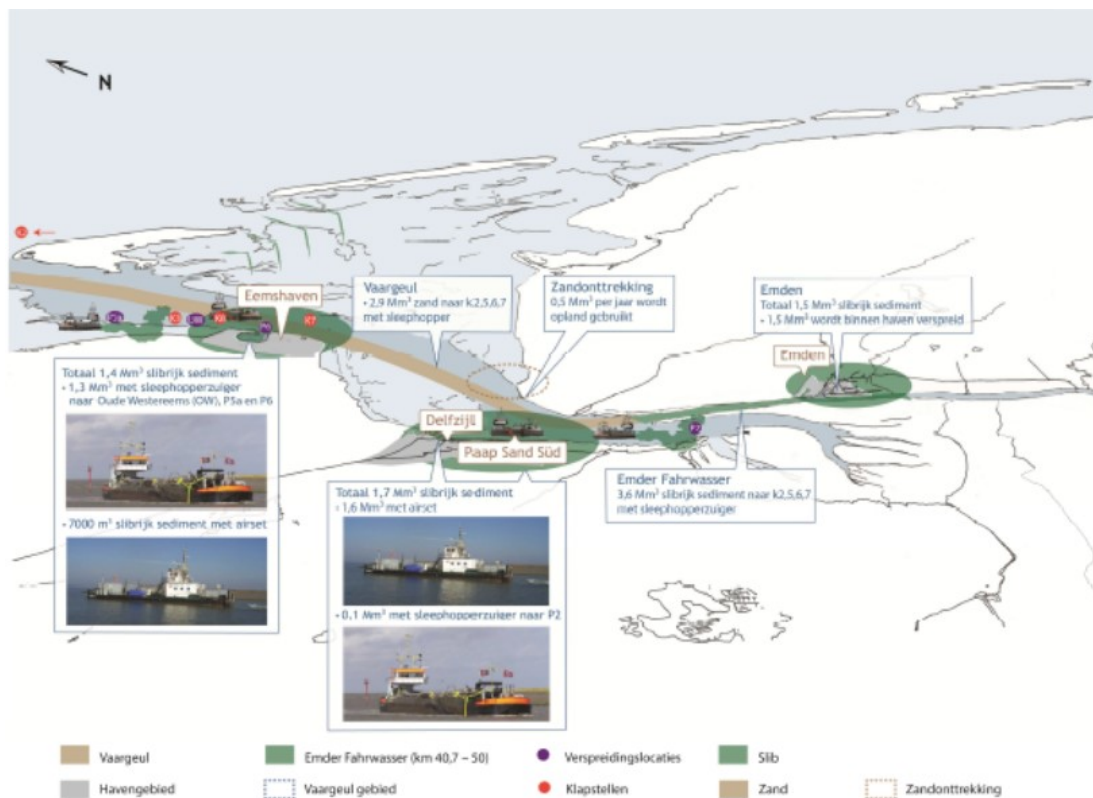 N
Eemshaven
Vaargeul
• 2,9 Mm³ zand naar k2,5,6,7
met sleephopper
Zandonttrekking
0,5 Mm³ per jaar wordt
opland gebruikt
Emden
Totaal 1,5 Mm³ slibrijk sediment
• 1,5 Mm³ wordt binnen haven verspreid
K7
P6
Emden
Totaal 1,4 Mm³ slibrijk sediment
• 1,3 Mm³ met sleephopperzuiger
naar Oude Westereems (OW), P5a en P6
Delfzijl
Paap Sand Süd
Emder Fahrwasser
3,6 Mm³ slibrijk sediment naar k2,5,6,7
met sleephopperzuiger
Totaal 1,7 Mm³ slibrijk sediment
• 1,6 Mm³ met airset
• 7000 m³ slibrijk sediment met airset
• 0,1 Mm³ met sleephopperzuiger naar P2
Vaargeul
Emder Fahrwasser (km 40,7 – 50)
Verspreidingslocaties
Slib
Havengebied
Vaargeul gebied
Klapstellen
Zand
Zandonttrekking